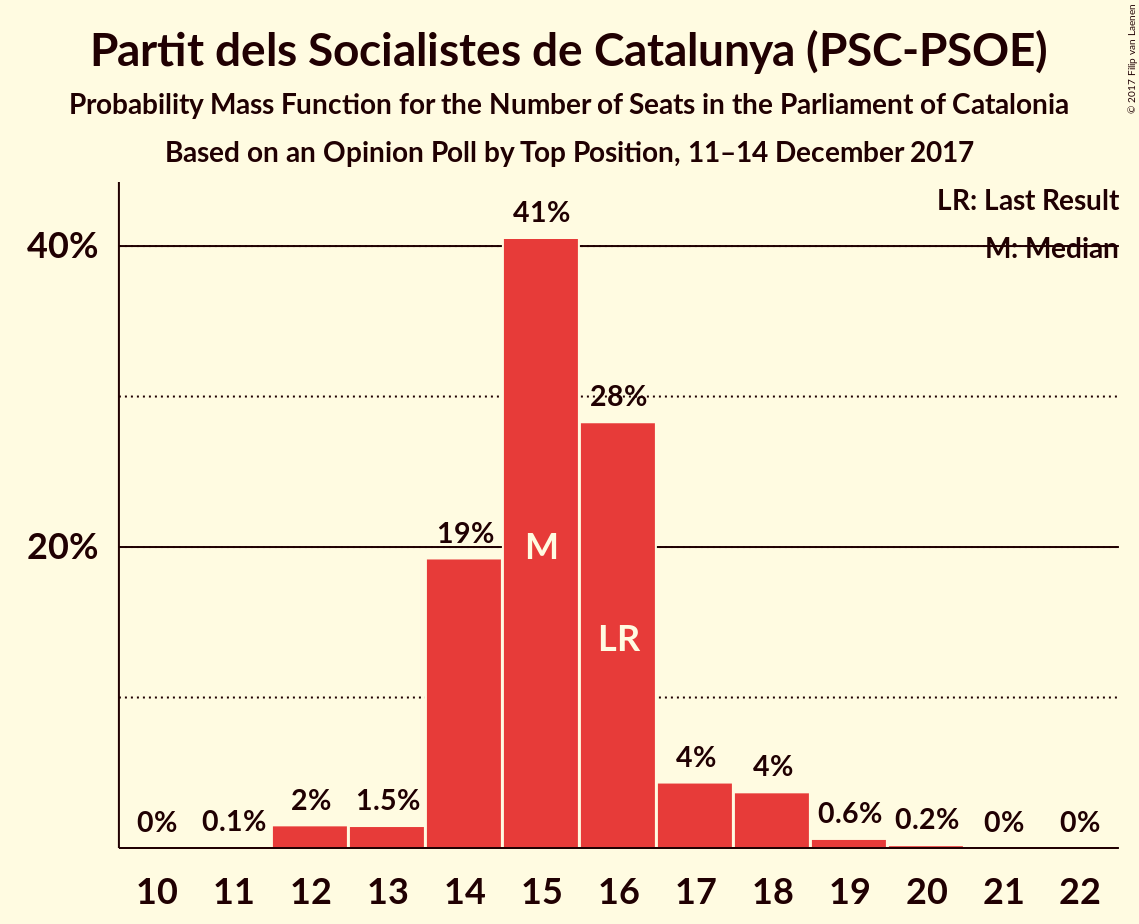 Partit dels Socialistes de Catalunya (PSC-PSOE)
Probability Mass Function for the Number of Seats in the Parliament of Catalonia
Based on an Opinion Poll by Top Position, 11–14 December 2017
© 2017 Filip van Laenen
LR: Last Result
M: Median
40%
20%
0%
0.1%
2%
1.5%
19%
41%
28%
4%
4%
0.6%
0.2%
0%
0%
M
LR
10 11 12 13 14 15 16 17 18 19 20 21 22